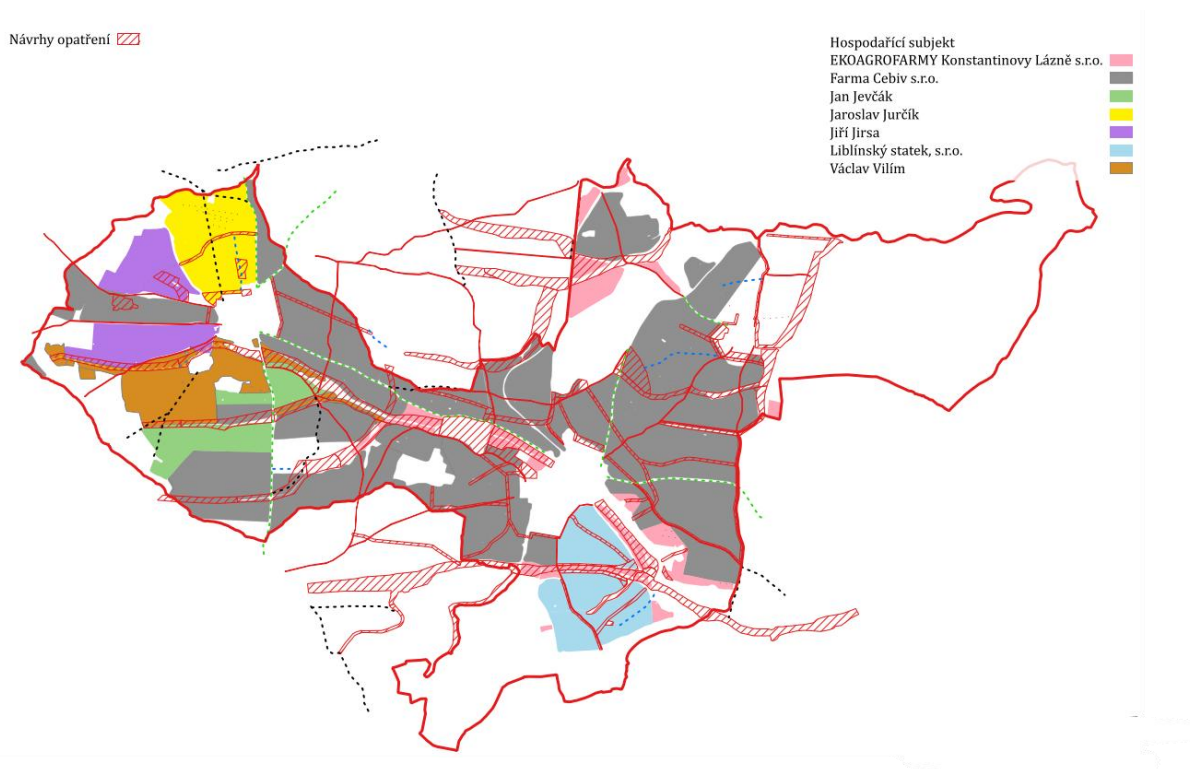 Návrhy opatření
Hospodařící subjekt
EKOAGROFARMY Konstantinovy Lázně s.r.o.
Farma Cebiv s.r.o.
Jan Jevčák
Jaroslav Jurčík
Jiří Jirsa
Liblínský statek, s.r.o.
Václav Vilím